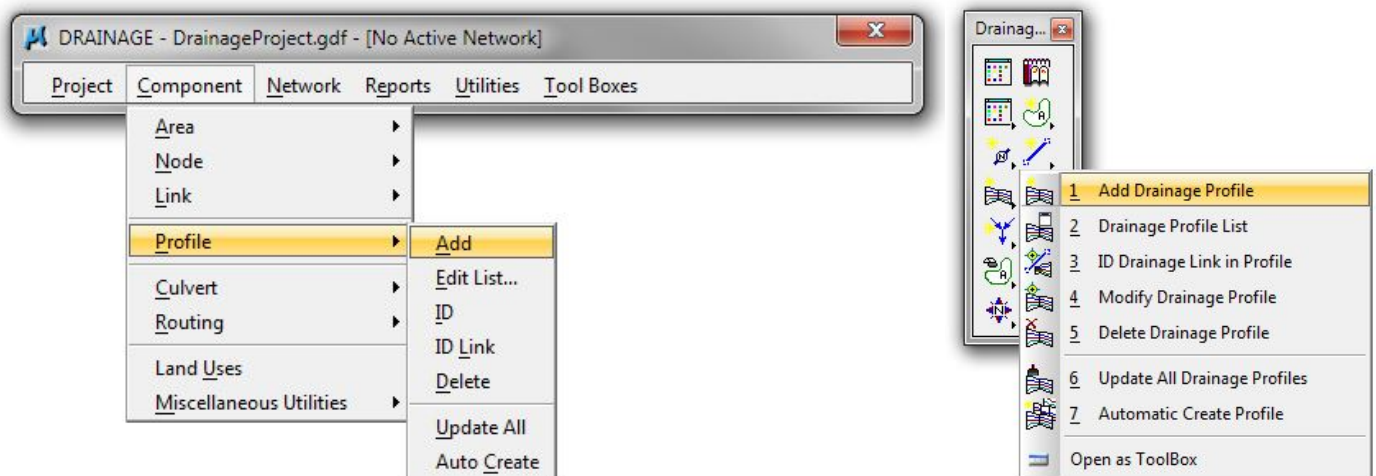 DRAINAGE - DrainageProject.gdf - [No Active Network]
Project Component Network Reports Utilities Tool Boxes
Area
Node
Link
Profile
Culvert
Routing
Land Uses
Miscellaneous Utilities
Add
Edit List...
ID
ID Link
Delete
Update All
Auto Create
Drainag...
1 Add Drainage Profile
2 Drainage Profile List
3 ID Drainage Link in Profile
4 Modify Drainage Profile
5 Delete Drainage Profile
6 Update All Drainage Profiles
7 Automatic Create Profile
Open as ToolBox